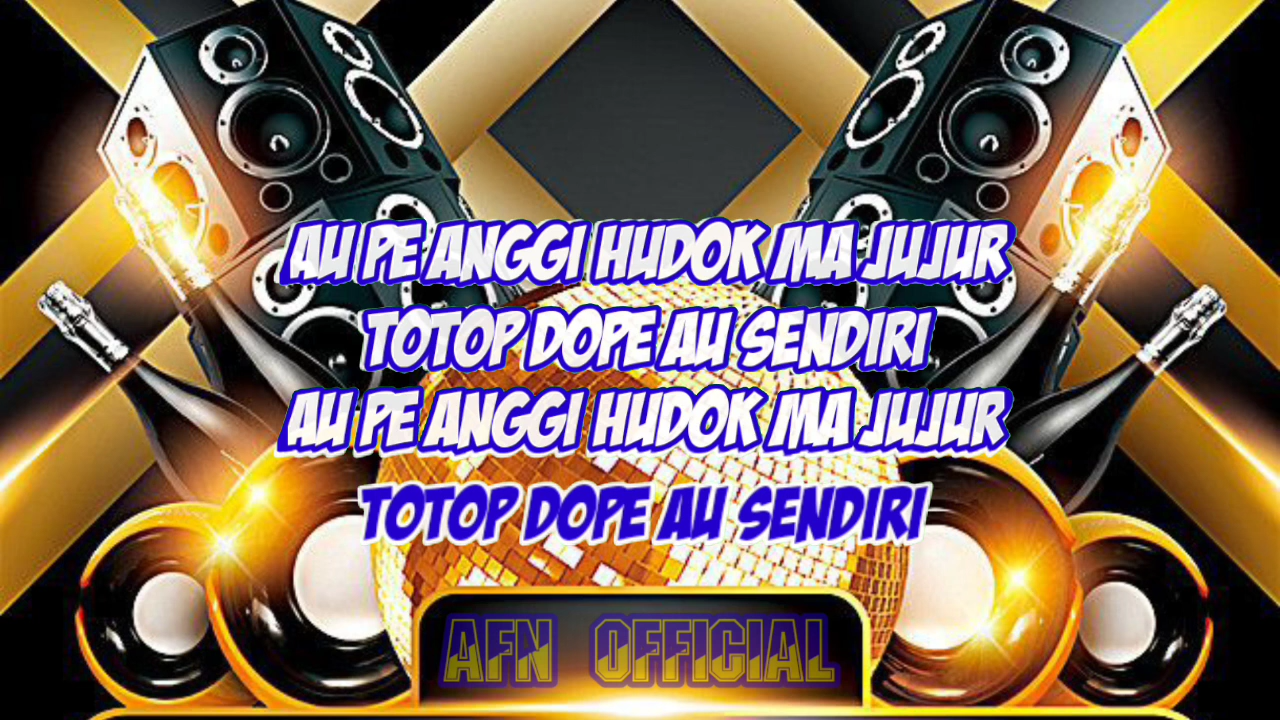 AU PE ANGGI HUDOK MA JUJUR
TOTOP DOPE AU SENDIRI
AU PE ANGGI HUDOK MA JUJUR
TOTOP DOPE AU SENDIRI
AFN OFFICIAL